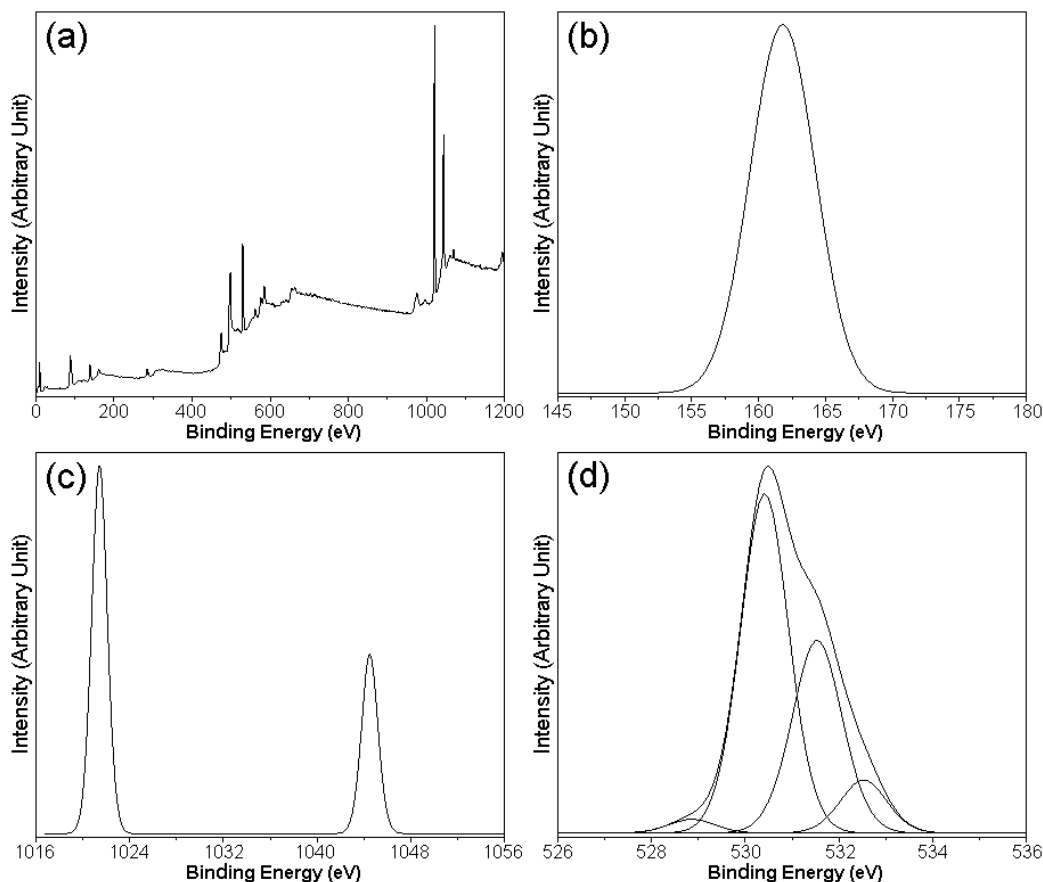 (a)
Intensity (Arbitrary Unit)
0 200 400 600 800 1000 1200
Binding Energy (eV)
(b)
Intensity (Arbitrary Unit)
145 150 155 160 165 170 175 180
Binding Energy (eV)
(c)
Intensity (Arbitrary Unit)
1016 1024 1032 1040 1048 1056
Binding Energy (eV)
(d)
Intensity (Arbitrary Unit)
526 528 530 532 534 536
Binding Energy (eV)